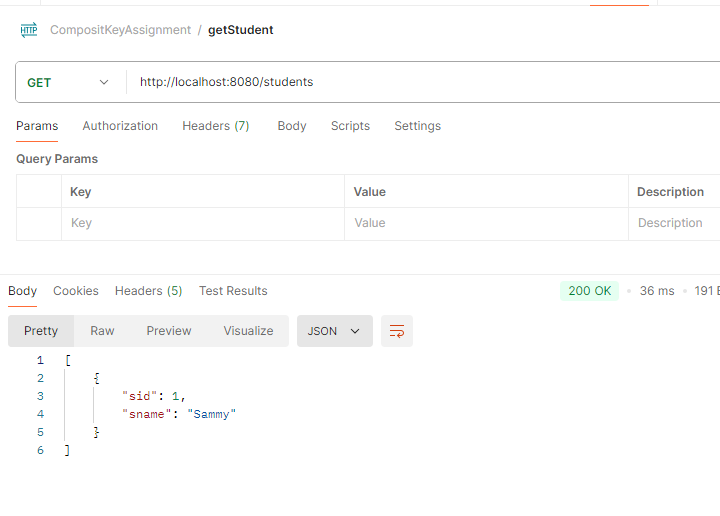 HTTP CompositKeyAssignment / getStudent
GET http://localhost:8080/students
Params Authorization Headers (7) Body Scripts Settings
Query Params
Key Value Description
Key Value Description
Body Cookies Headers (5) Test Results 200 OK • 36 ms • 191
Pretty Raw Preview Visualize JSON
1 [
2 {
3 "sid": 1,
4 "sname": "Sammy"
5 }
6 ]